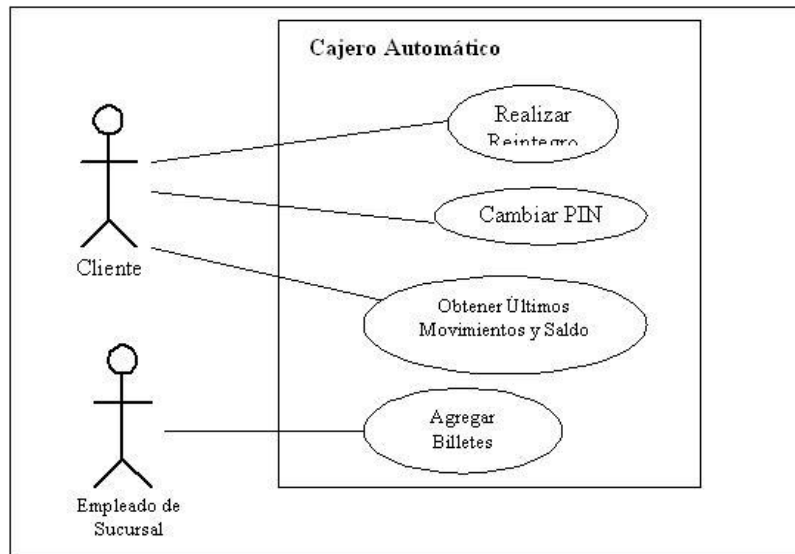 Cajero Automático
Realizar
Reintegro
Cambiar PIN
Cliente
Obtener Últimos
Movimientos y Saldo
Agregar
Billetes
Empleado de
Sucursal